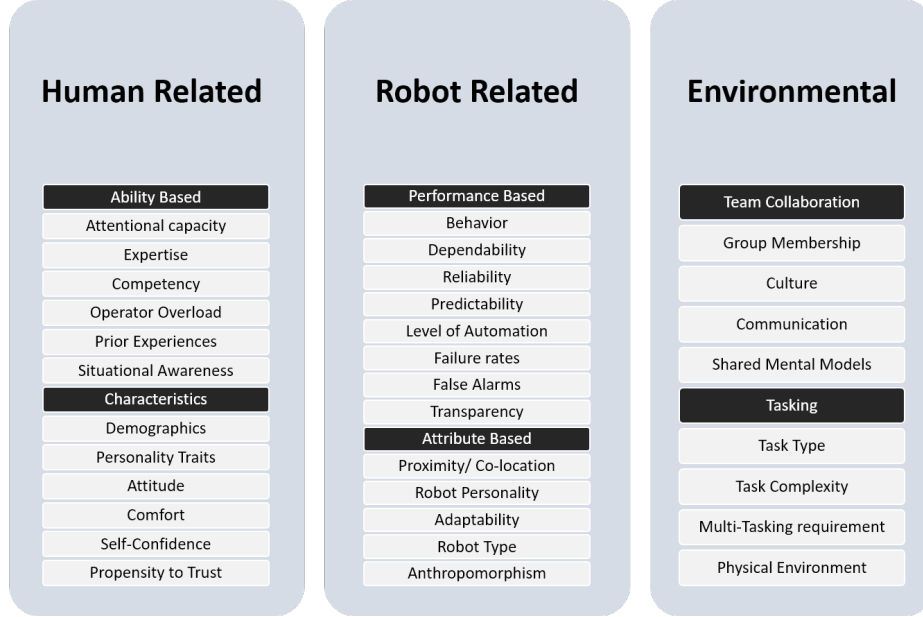 Human Related
Ability Based
Attentional capacity
Expertise
Competency
Operator Overload
Prior Experiences
Situational Awareness
Characteristics
Demographics
Personality Traits
Attitude
Comfort
Self-Confidence
Propensity to Trust
Robot Related
Performance Based
Behavior
Dependability
Reliability
Predictability
Level of Automation
Failure rates
False Alarms
Transparency
Attribute Based
Proximity/ Co-location
Robot Personality
Adaptability
Robot Type
Anthropomorphism
Environmental
Team Collaboration
Group Membership
Culture
Communication
Shared Mental Models
Tasking
Task Type
Task Complexity
Multi-Tasking requirement
Physical Environment